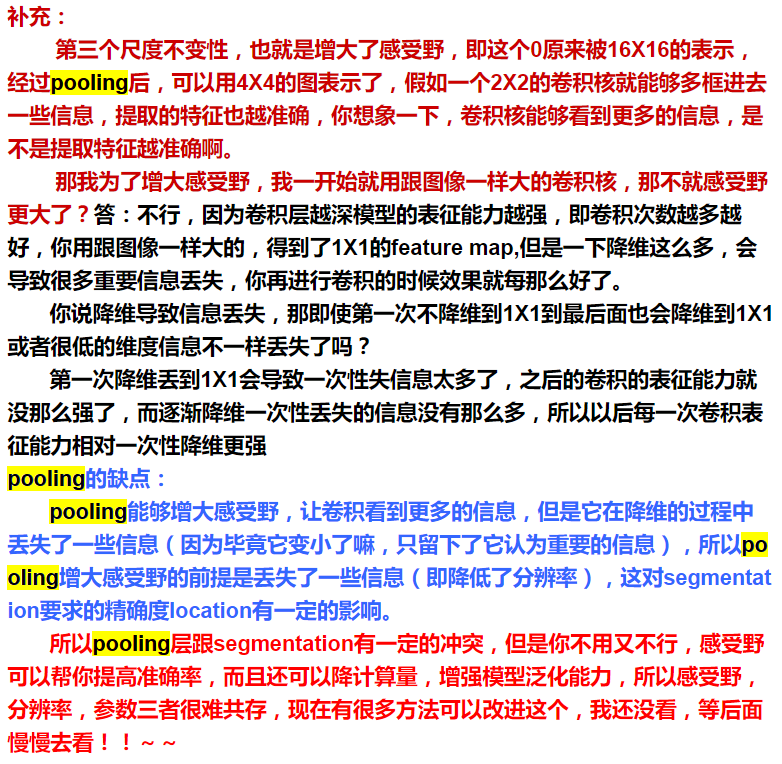 补充：
第三个尺度不变性，也就是增大了感受野，即这个0原来被16X16的表示，
经过pooling后，可以用4X4的图表示了，假如一个2X2的卷积核就能够多框进去
一些信息，提取的特征也越准确，你想象一下，卷积核能够看到更多的信息，是
不是提取特征越准确啊。
那我为了增大感受野，我一开始就用跟图像一样大的卷积核，那不就感受野
更大了？答：不行，因为卷积层越深模型的表征能力越强，即卷积次数越多越
好，你用跟图像一样大的，得到了1X1的feature map,但是一下降维这么多，会
导致很多重要信息丢失，你再进行卷积的时候效果就每那么好了。
你说降维导致信息丢失，那即使第一次不降维到1X1到最后面也会降维到1X1
或者很低的维度信息不一样丢失了吗？
第一次降维丢到1X1会导致一次性失信息太多了，之后的卷积的表征能力就
没那么强了，而逐渐降维一次性丢失的信息没有那么多，所以以后每一次卷积表
征能力相对一次性降维更强
pooling的缺点：
pooling能够增大感受野，让卷积看到更多的信息，但是它在降维的过程中
丢失了一些信息（因为毕竟它变小了嘛，只留下了它认为重要的信息），所以po
oling增大感受野的前提是丢失了一些信息（即降低了分辨率），这对segmentat
ion要求的精确度location有一定的影响。
所以pooling层跟segmentation有一定的冲突，但是你不用又不行，感受野
可以帮你提高准确率，而且还可以降计算量，增强模型泛化能力，所以感受野，
分辨率，参数三者很难共存，现在有很多方法可以改进这个，我还没看，等后面
慢慢去看！！～～